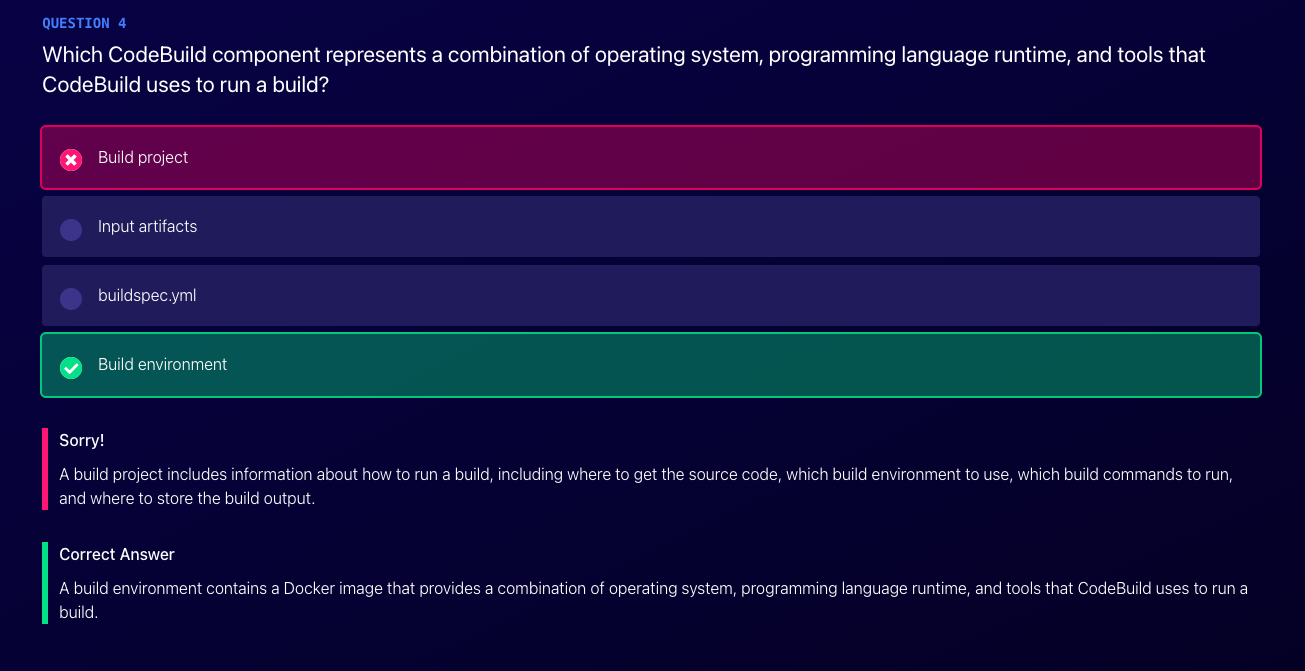 QUESTION 4
Which CodeBuild component represents a combination of operating system, programming language runtime, and tools that
CodeBuild uses to run a build?
Build project
Input artifacts
buildspec.yml
Build environment
Sorry!
A build project includes information about how to run a build, including where to get the source code, which build environment to use, which build commands to run,
and where to store the build output.
Correct Answer
A build environment contains a Docker image that provides a combination of operating system, programming language runtime, and tools that CodeBuild uses to run a
build.